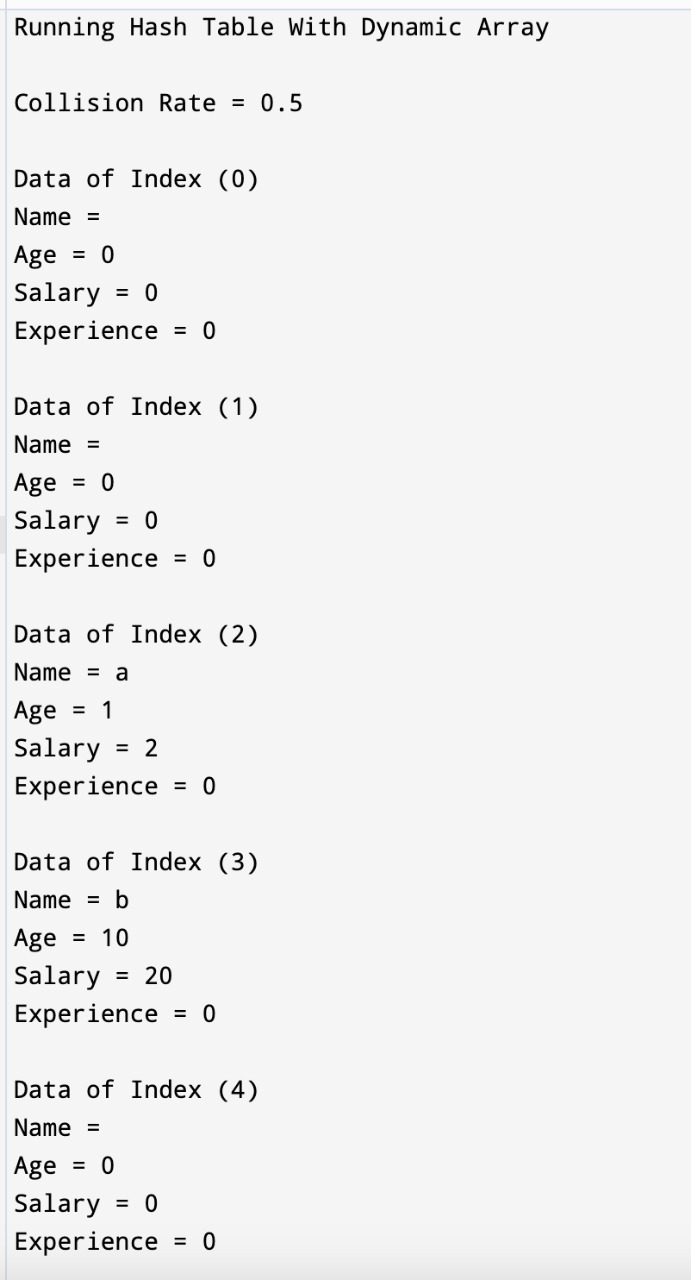 Running Hash Table With Dynamic Array
Collision Rate = 0.5
Data of Index (0)
Name =
Age = 0
Salary = 0
Experience = 0
Data of Index (1)
Name =
Age = 0
Salary = 0
Experience = 0
Data of Index (2)
Name = a
Age = 1
Salary = 2
Experience = 0
Data of Index (3)
Name = b
Age = 10
Salary = 20
Experience = 0
Data of Index (4)
Name =
Age = 0
Salary = 0
Experience = 0